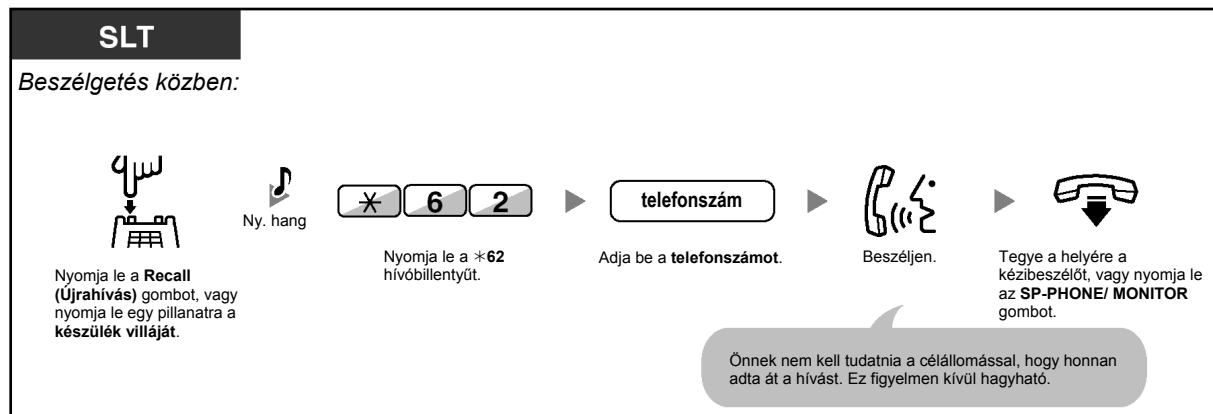 SLT
Beszélgetés közben:
Ny. hang
✳ 6 2
telefonszám
Nyomja le a Recall
(Újrahívás) gombot, vagy
nyomja le egy pillanatra a
készülék villáját.
Nyomja le a ✳62
hívóbillentyűt.
Adja be a telefonszámot.
Beszéljen.
Tegye a helyére a
kézibeszélőt, vagy nyomja le
az SP-PHONE/ MONITOR
gombot.
Önnek nem kell tudatnia a célállomással, hogy honnan
adta át a hívást. Ez figyelmen kívül hagyható.